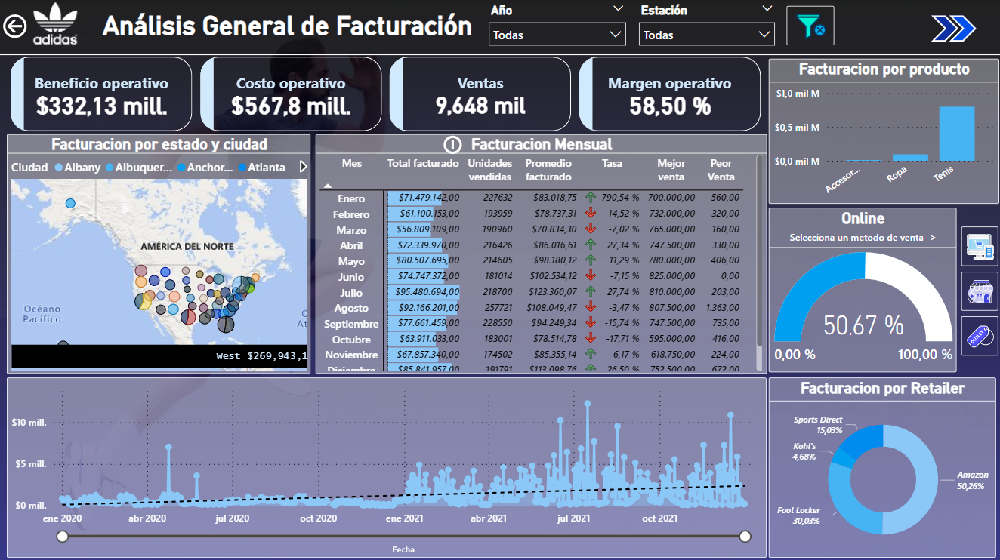 adidas
Análisis General de Facturación
Año
Todas
Estación
Todas
Beneficio operativo
$332,13 mill.
Costo operativo
$567,8 mill.
Ventas
9,648 mil
Margen operativo
58,50 %
Facturacion por producto
$1,0 mil M
$0,5 mil M
$0,0 mil M
Accesor...
Ropa
Tenis
Facturacion por estado y ciudad
Ciudad Albany Albuquer... Anchor... Atlanta
AMÉRICA DEL NORTE
Océano
Pacífico
O
At
West $269,943,1
Facturacion Mensual
Mes Total facturado Unidades vendidas Promedio facturado Tasa Mejor venta Peor Venta
Enero $71.479.142,00 227632 $83.018,75 790,54 % 700.000,00 560,00
Febrero $61.100.153,00 193959 $78.737,31 -14,52 % 732.000,00 320,00
Marzo $56.809.109,00 190960 $70.834,30 -7,02 % 765.000,00 160,00
Abril $72.339.970,00 216426 $86.016,61 27,34 % 747.500,00 330,00
Mayo $80.507.695,00 214605 $98.180,12 11,29 % 780.000,00 406,00
Junio $74.747.372,00 181014 $102.534,12 -7,15 % 825.000,00 0,00
Julio $95.480.694,00 218700 $123.360,07 27,74 % 810.000,00 203,00
Agosto $92.166.201,00 257721 $108.049,47 -3,47 % 807.500,00 1.363,00
Septiembre $77.661.459,00 228550 $94.249,34 -15,74 % 747.500,00 735,00
Octubre $63.911.033,00 183001 $78.514,78 -17,71 % 595.000,00 416,00
Noviembre $67.857.340,00 174502 $85.355,14 6,17 % 618.750,00 224,00
Diciembre $85.841.957,00 191791 $113.098,76 26,50 % 752.500,00 672,00
Online
Selecciona un metodo de venta ->
50,67 %
0,00 %
100,00 %
OUTLET
$10 mill.
$5 mill.
$0 mill.
ene 2020 abr 2020 jul 2020 oct 2020 ene 2021 abr 2021 jul 2021 oct 2021
Fecha
Facturacion por Retailer
Sports Direct
15,03%
Kohl's
4,68%
Amazon
50,26%
Foot Locker
30,03%